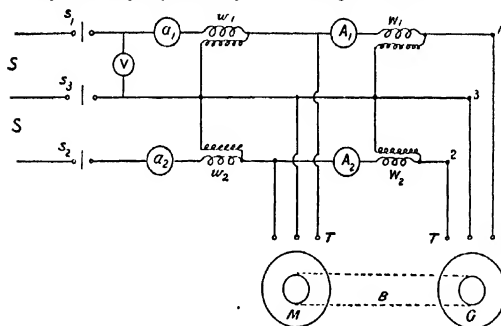 s₁ a₁ w₁ A₁ W₁ 1
S V
s₃ 3
S
s₂ a₂ w₂ A₂ W₂ 2
T T
M B G